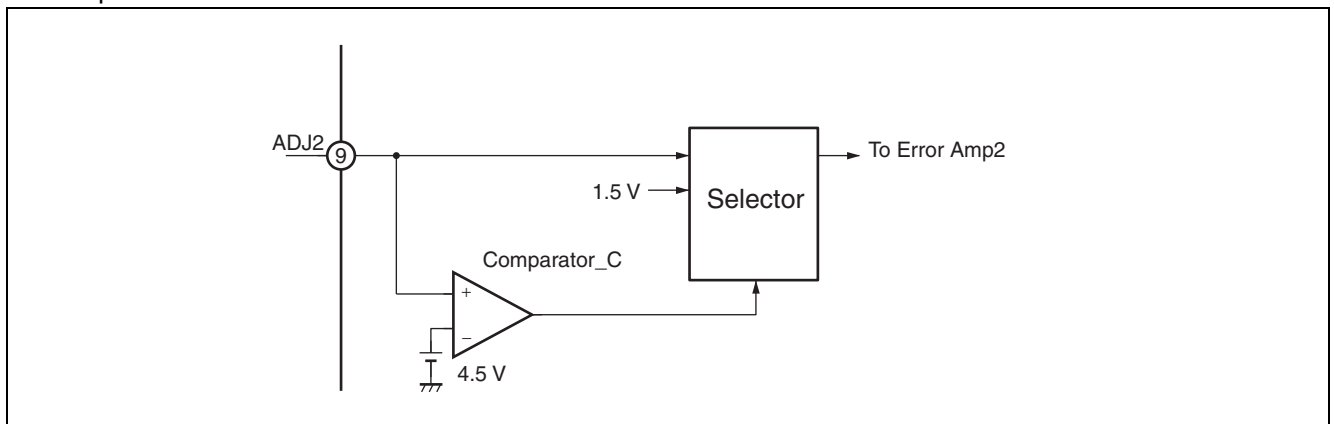 ADJ2
9
To Error Amp2
1.5 V
Selector
Comparator_C
+
−
4.5 V